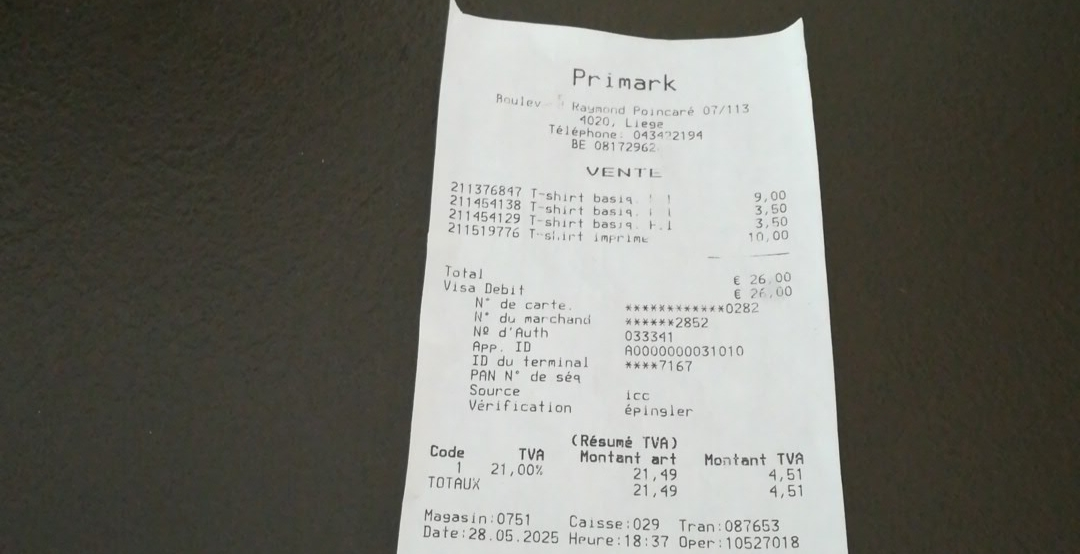 Primark
Raymond Poincaré 07/113
4020, Liege
Téléphone:
BE
VENTE
211376847 T-shirt basiq. 9,00
211454138 T-shirt basiq. 3,50
211454129 T-shirt basiq. 3,50
211519776 T-shirt imprime 10,00
Total € 26,00
Visa Debit € 26,00
N° de carte. ************0282
N° du marchand ******2852
Nº d'Auth 033341
App. ID A0000000031010
ID du terminal ****7167
PAN N° de séq
Source icc
Vérification épingler
(Résumé TVA)
Code TVA Montant art Montant TVA
1 21,00% 21,49 4,51
TOTAUX 21,49 4,51
Magasin:0751 Caisse:029 Tran:087653
Date:28.05.2025 Heure:18:37 Oper:10527018